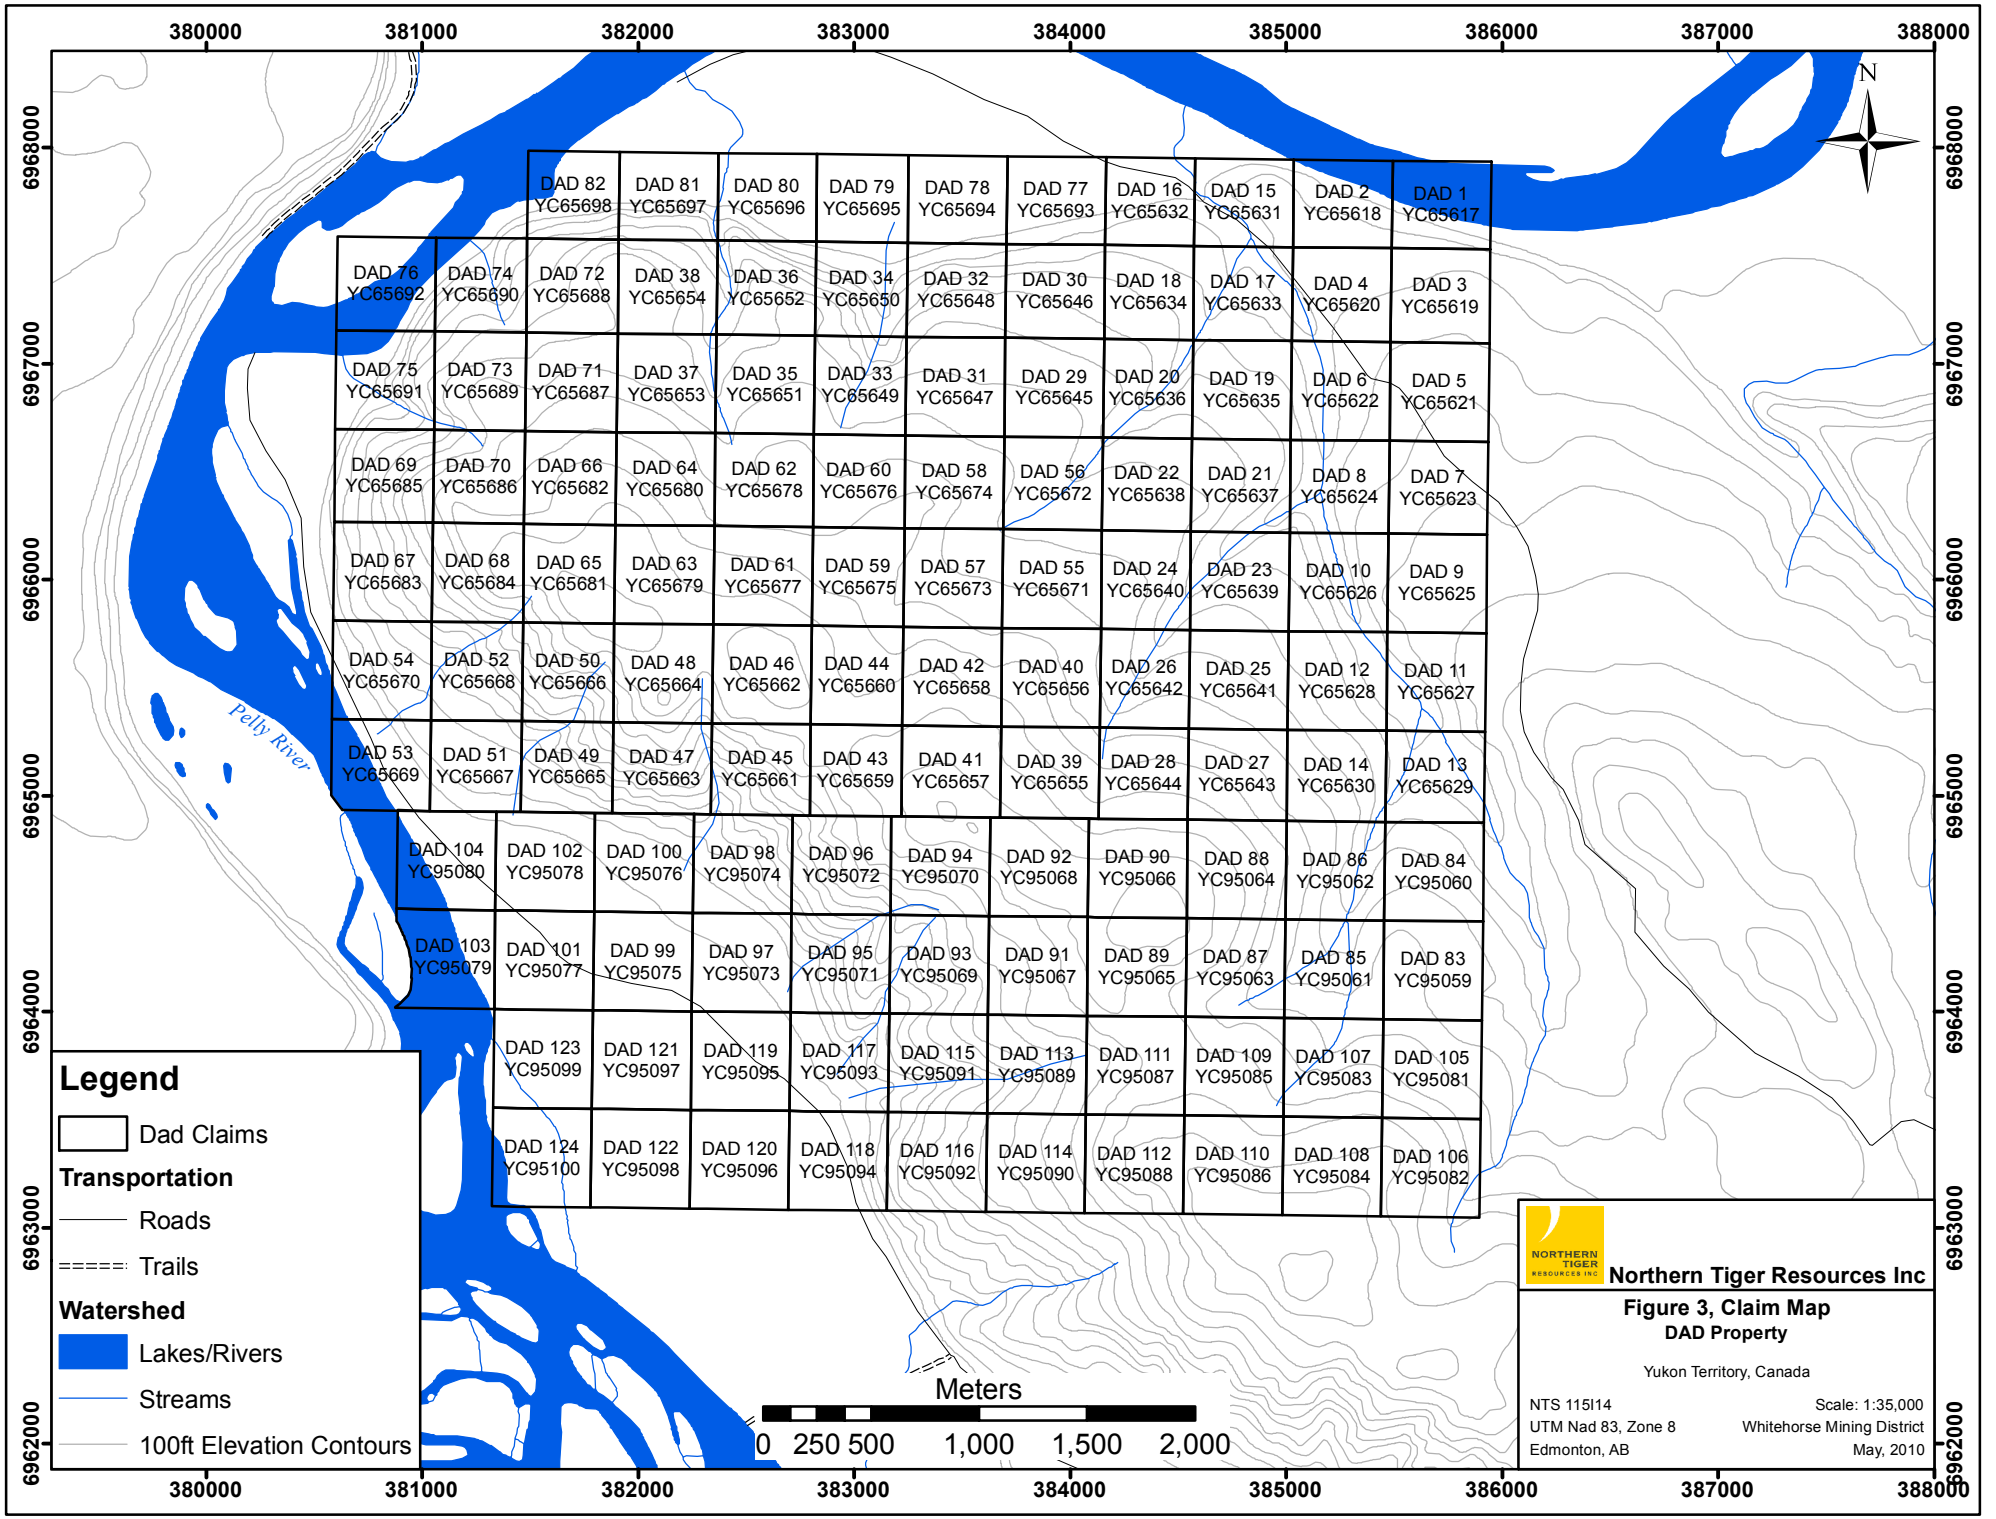 380000 381000 382000 383000 384000 385000 386000 387000 388000
N
6968000 6968000
DAD 82 DAD 81 DAD 80 DAD 79 DAD 78 DAD 77 DAD 16 DAD 15 DAD 2 DAD 1
YC65698 YC65697 YC65696 YC65695 YC65694 YC65693 YC65632 YC65631 YC65618 YC65617
DAD 76 DAD 74 DAD 72 DAD 38 DAD 36 DAD 34 DAD 32 DAD 30 DAD 18 DAD 17 DAD 4 DAD 3
YC65692 YC65690 YC65688 YC65654 YC65652 YC65650 YC65648 YC65646 YC65634 YC65633 YC65620 YC65619
6967000 6967000
DAD 75 DAD 73 DAD 71 DAD 37 DAD 35 DAD 33 DAD 31 DAD 29 DAD 20 DAD 19 DAD 6 DAD 5
YC65691 YC65689 YC65687 YC65653 YC65651 YC65649 YC65647 YC65645 YC65636 YC65635 YC65622 YC65621
DAD 69 DAD 70 DAD 66 DAD 64 DAD 62 DAD 60 DAD 58 DAD 56 DAD 22 DAD 21 DAD 8 DAD 7
YC65685 YC65686 YC65682 YC65680 YC65678 YC65676 YC65674 YC65672 YC65638 YC65637 YC65624 YC65623
6966000 6966000
DAD 67 DAD 68 DAD 65 DAD 63 DAD 61 DAD 59 DAD 57 DAD 55 DAD 24 DAD 23 DAD 10 DAD 9
YC65683 YC65684 YC65681 YC65679 YC65677 YC65675 YC65673 YC65671 YC65640 YC65639 YC65626 YC65625
DAD 54 DAD 52 DAD 50 DAD 48 DAD 46 DAD 44 DAD 42 DAD 40 DAD 26 DAD 25 DAD 12 DAD 11
YC65670 YC65668 YC65666 YC65664 YC65662 YC65660 YC65658 YC65656 YC65642 YC65641 YC65628 YC65627
Pelly River
6965000 6965000
DAD 53 DAD 51 DAD 49 DAD 47 DAD 45 DAD 43 DAD 41 DAD 39 DAD 28 DAD 27 DAD 14 DAD 13
YC65669 YC65667 YC65665 YC65663 YC65661 YC65659 YC65657 YC65655 YC65644 YC65643 YC65630 YC65629
DAD 104 DAD 102 DAD 100 DAD 98 DAD 96 DAD 94 DAD 92 DAD 90 DAD 88 DAD 86 DAD 84
YC95080 YC95078 YC95076 YC95074 YC95072 YC95070 YC95068 YC95066 YC95064 YC95062 YC95060
DAD 103 DAD 101 DAD 99 DAD 97 DAD 95 DAD 93 DAD 91 DAD 89 DAD 87 DAD 85 DAD 83
YC95079 YC95077 YC95075 YC95073 YC95071 YC95069 YC95067 YC95065 YC95063 YC95061 YC95059
6964000 6964000
DAD 123 DAD 121 DAD 119 DAD 117 DAD 115 DAD 113 DAD 111 DAD 109 DAD 107 DAD 105
YC95099 YC95097 YC95095 YC95093 YC95091 YC95089 YC95087 YC95085 YC95083 YC95081
DAD 124 DAD 122 DAD 120 DAD 118 DAD 116 DAD 114 DAD 112 DAD 110 DAD 108 DAD 106
YC95100 YC95098 YC95096 YC95094 YC95092 YC95090 YC95088 YC95086 YC95084 YC95082
6963000 6963000
Legend
Dad Claims
Transportation
Roads
Trails
Watershed
Lakes/Rivers
Streams
100ft Elevation Contours
Meters
0 250 500 1,000 1,500 2,000
NORTHERN
TIGER
RESOURCES INC
Northern Tiger Resources Inc
Figure 3, Claim Map
DAD Property
Yukon Territory, Canada
NTS 115I14 Scale: 1:35,000
UTM Nad 83, Zone 8 Whitehorse Mining District
Edmonton, AB May, 2010
6962000 6962000
380000 381000 382000 383000 384000 385000 386000 387000 388000